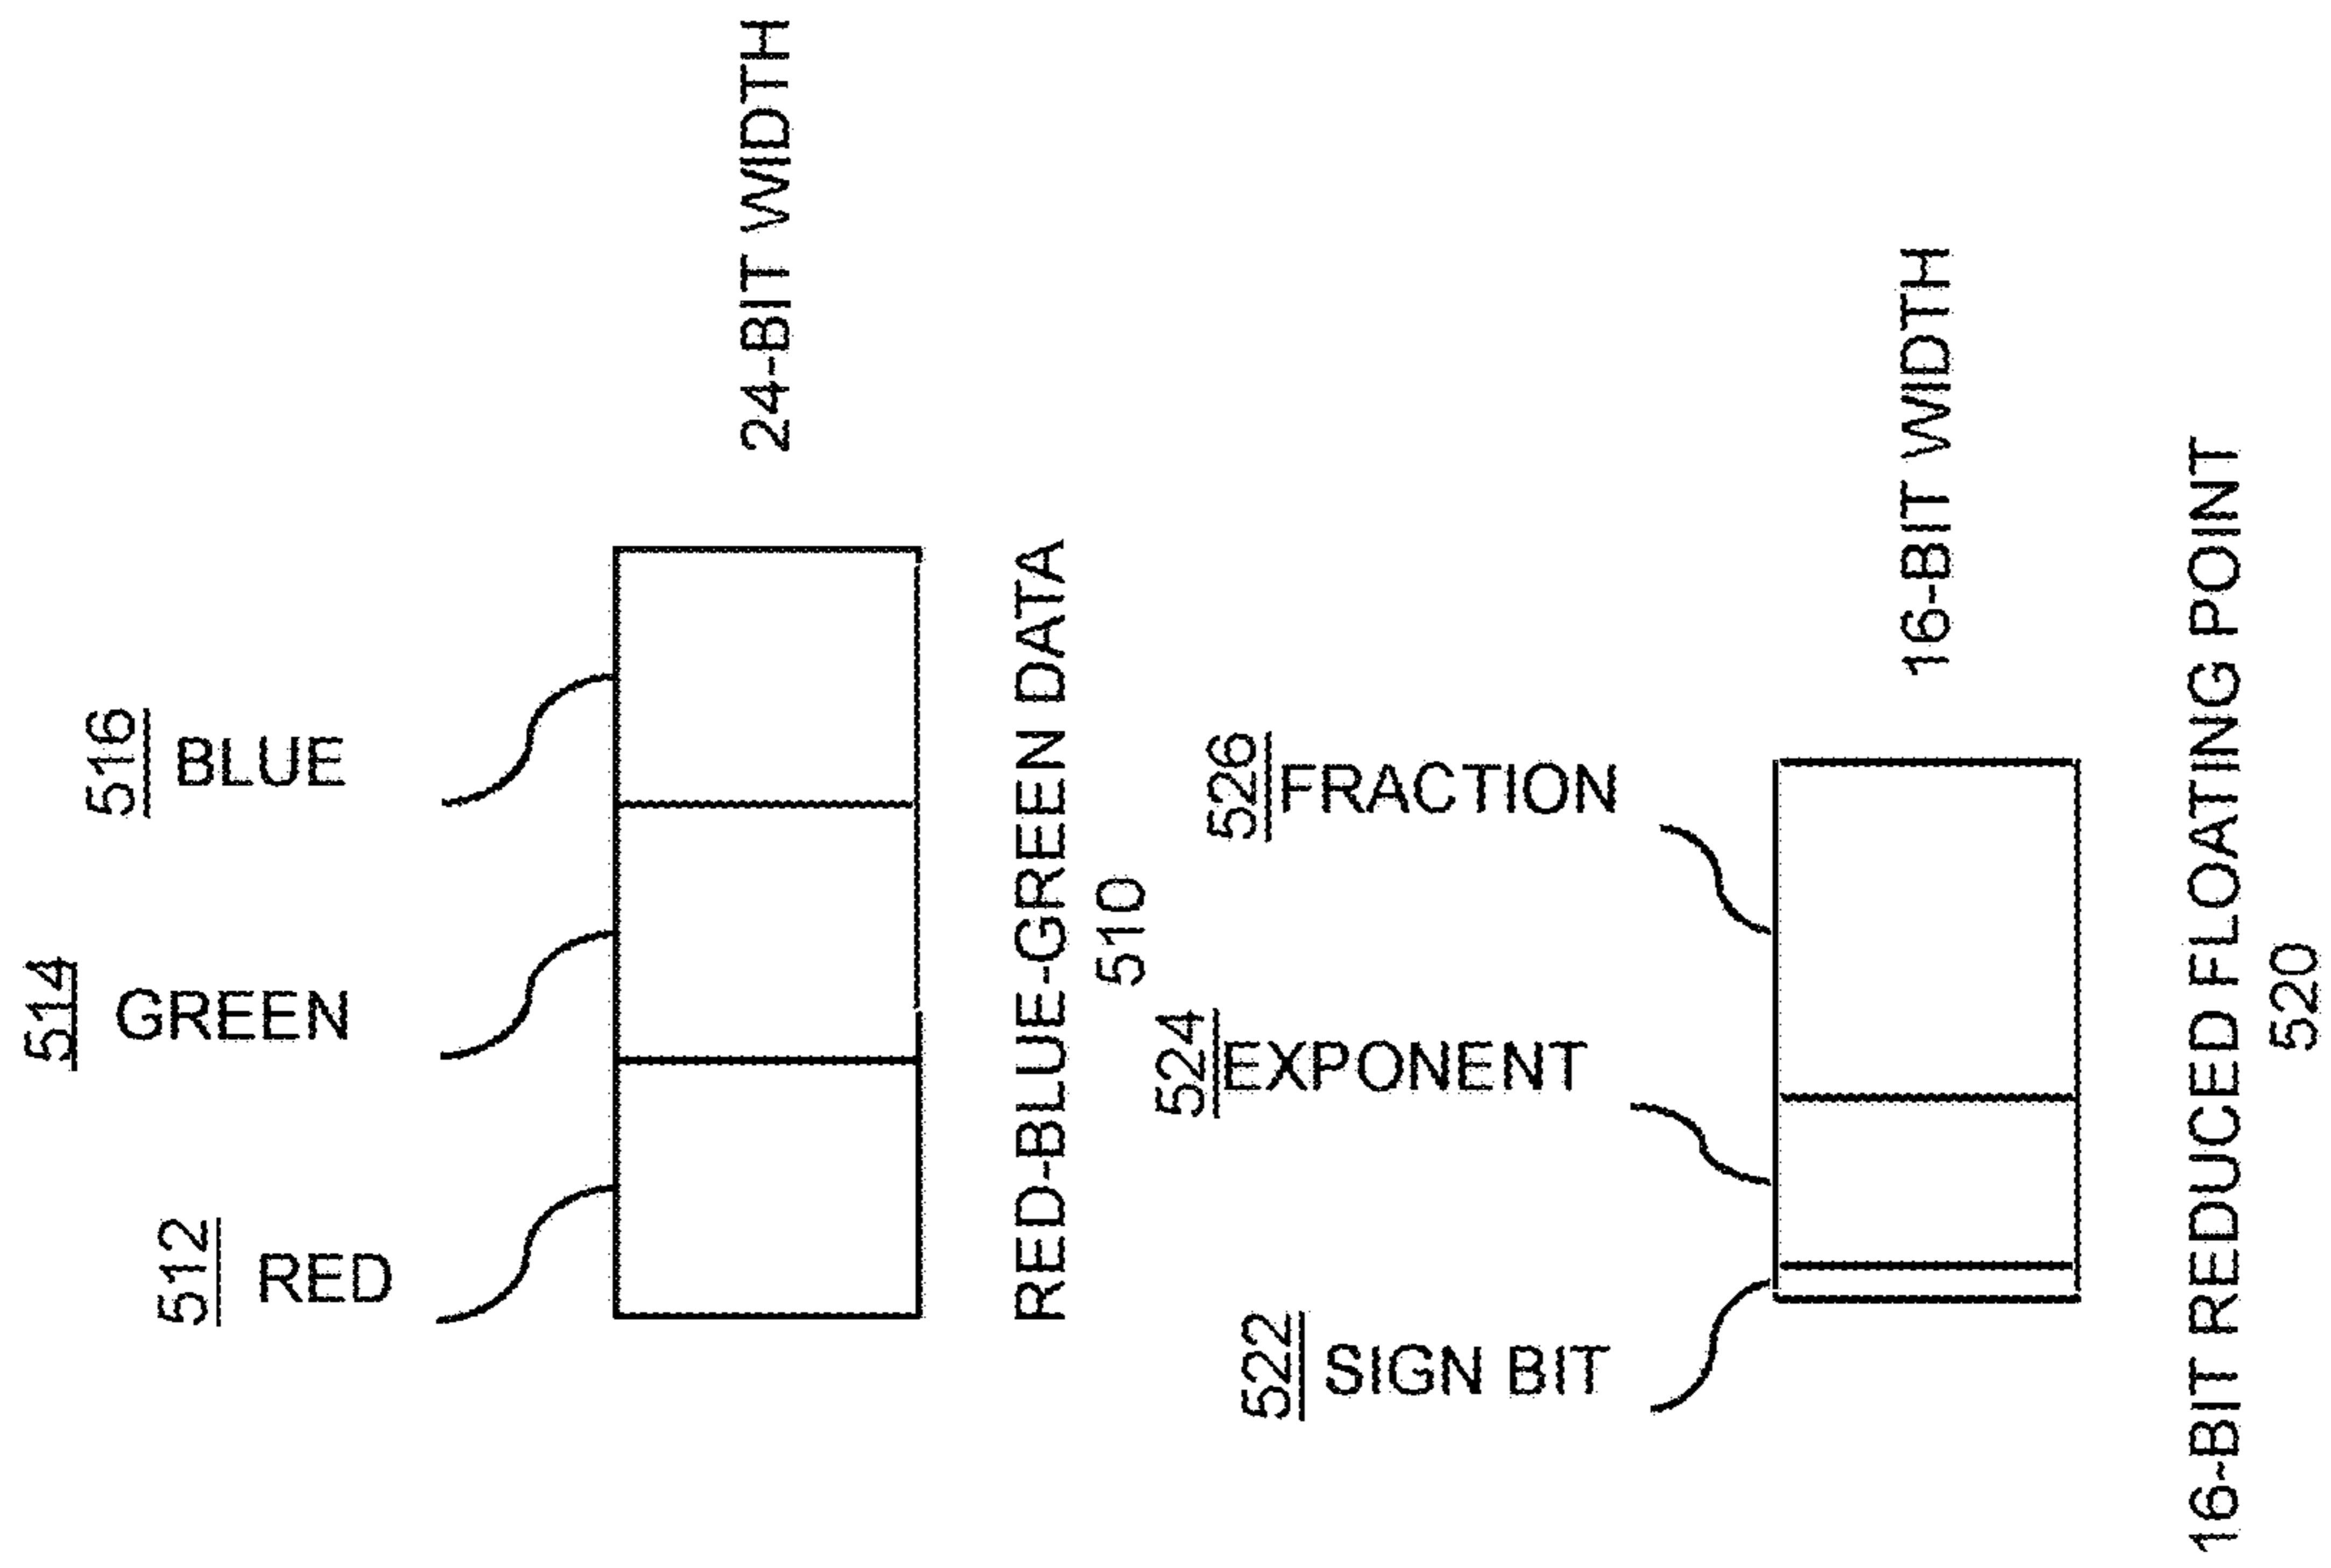 512
RED
514
GREEN
516
BLUE
24-BIT WIDTH
RED-BLUE-GREEN DATA
510
522
SIGN BIT
524
EXPONENT
526
FRACTION
16-BIT WIDTH
16-BIT REDUCED FLOATING POINT
520